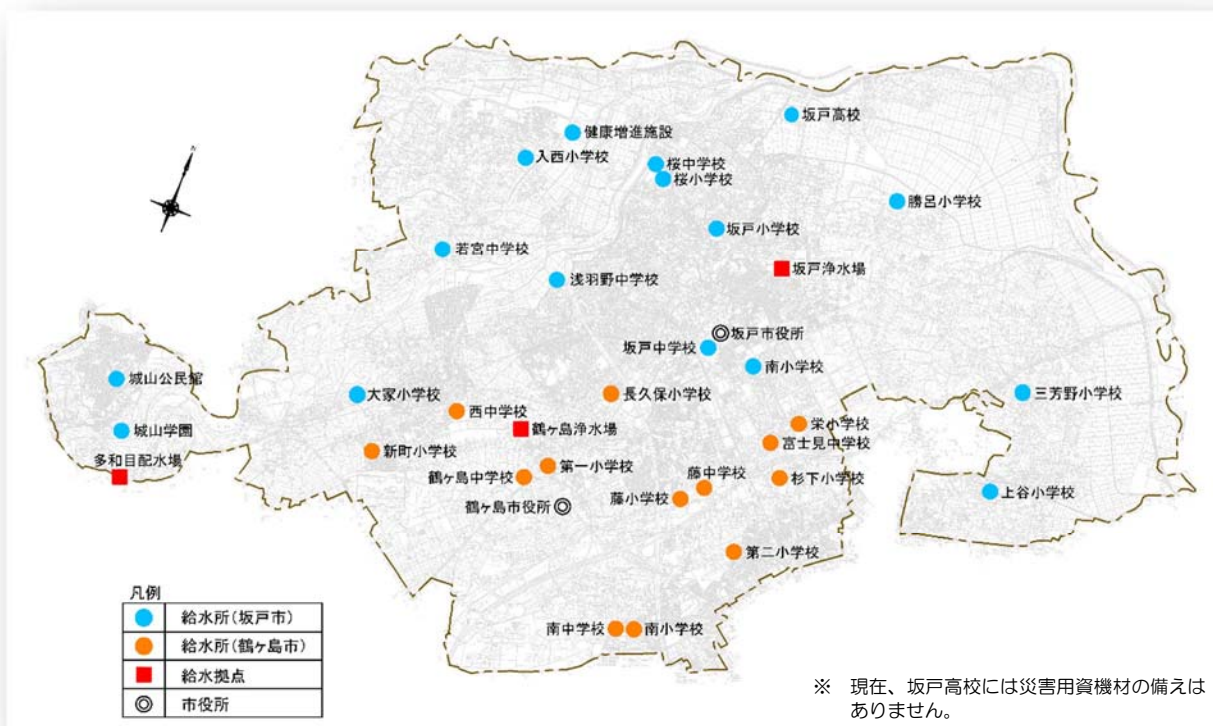 坂戸高校
健康増進施設
入西小学校
桜中学校
桜小学校
勝呂小学校
坂戸小学校
若宮中学校
坂戸浄水場
浅羽野中学校
坂戸市役所
坂戸中学校
南小学校
城山公民館
大家小学校
長久保小学校
三芳野小学校
西中学校
栄小学校
城山学園
鶴ヶ島浄水場
富士見中学校
新町小学校
多和目配水場
第一小学校
鶴ヶ島中学校
藤中学校
杉下小学校
上谷小学校
藤小学校
鶴ヶ島市役所
第二小学校
南中学校
南小学校
凡例
給水所(坂戸市)
給水所(鶴ヶ島市)
給水拠点
市役所
※ 現在、坂戸高校には災害用資機材の備えは
ありません。